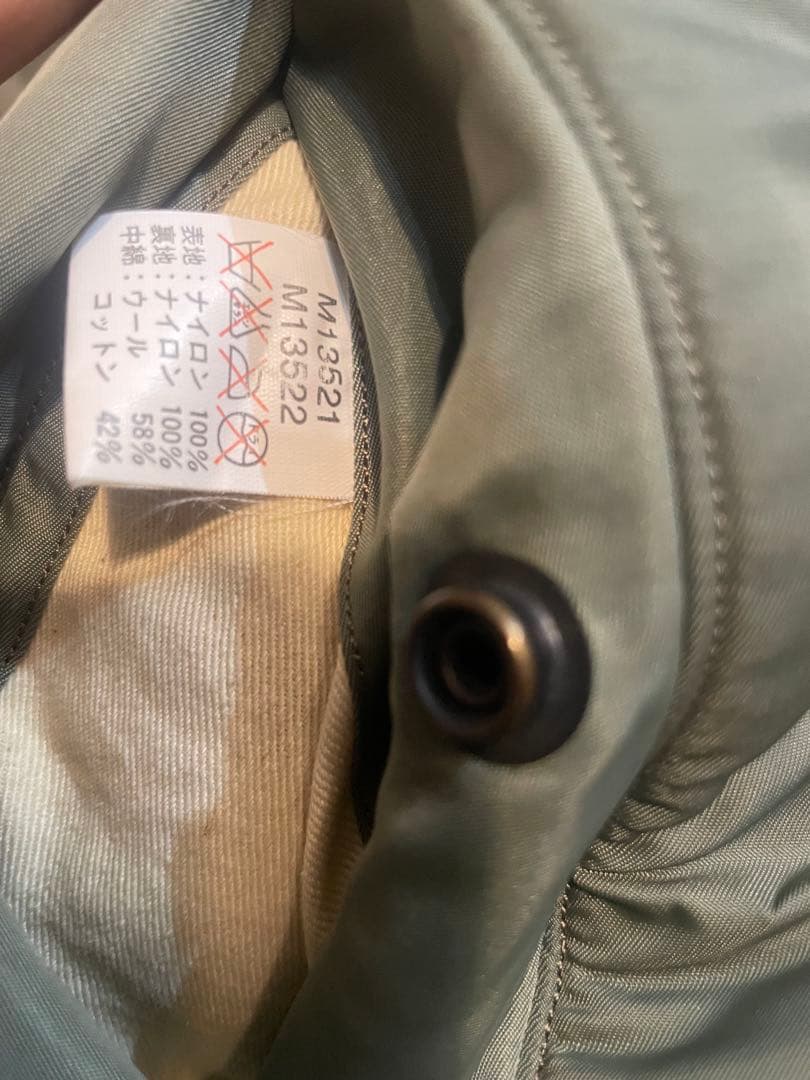 M13521
M13522
表地：ナイロン 100%
裏地：ナイロン 100%
中綿：ウール 58%
コットン 42%